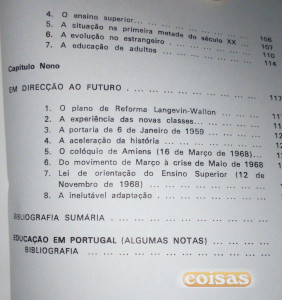 4. O ensino superior... ... ... ... ... ... ... ... 106
5. A situação na primeira metade do século XX ... 107
6. A evolução no estrangeiro ... ... ... ... ... ... 110
7. A educação de adultos ... ... ... ... ... ... ... 114
Capítulo Nono
EM DIRECÇÃO AO FUTURO . ... ... ... ... ... ... ... 117
1. O plano de Reforma Langevin-Wallon
2. A experiência das novas classes... ... ... ...
3. A portaria de 6 de Janeiro de 1959 ... ... ...
4. A aceleração da história ... ... ... ... ... ...
5. O colóquio de Amiens (16 de Março de 1968)...
6. Do movimento de Março à crise de Maio de 1968
7. Lei de orientação do Ensino Superior (12 de
Novembro de 1968) ... ... ... ... ... ... ...
8. A inelutável adaptação . ... ... ... ... ... ...
BIBLIOGRAFIA SUMÁRIA. ... ... ... ... ... ... ... ...
EDUCAÇÃO EM PORTUGAL (ALGUMAS NOTAS) ... ... ... ...
BIBLIOGRAFIA ... ... ... ... ... ... ... ...
coisas